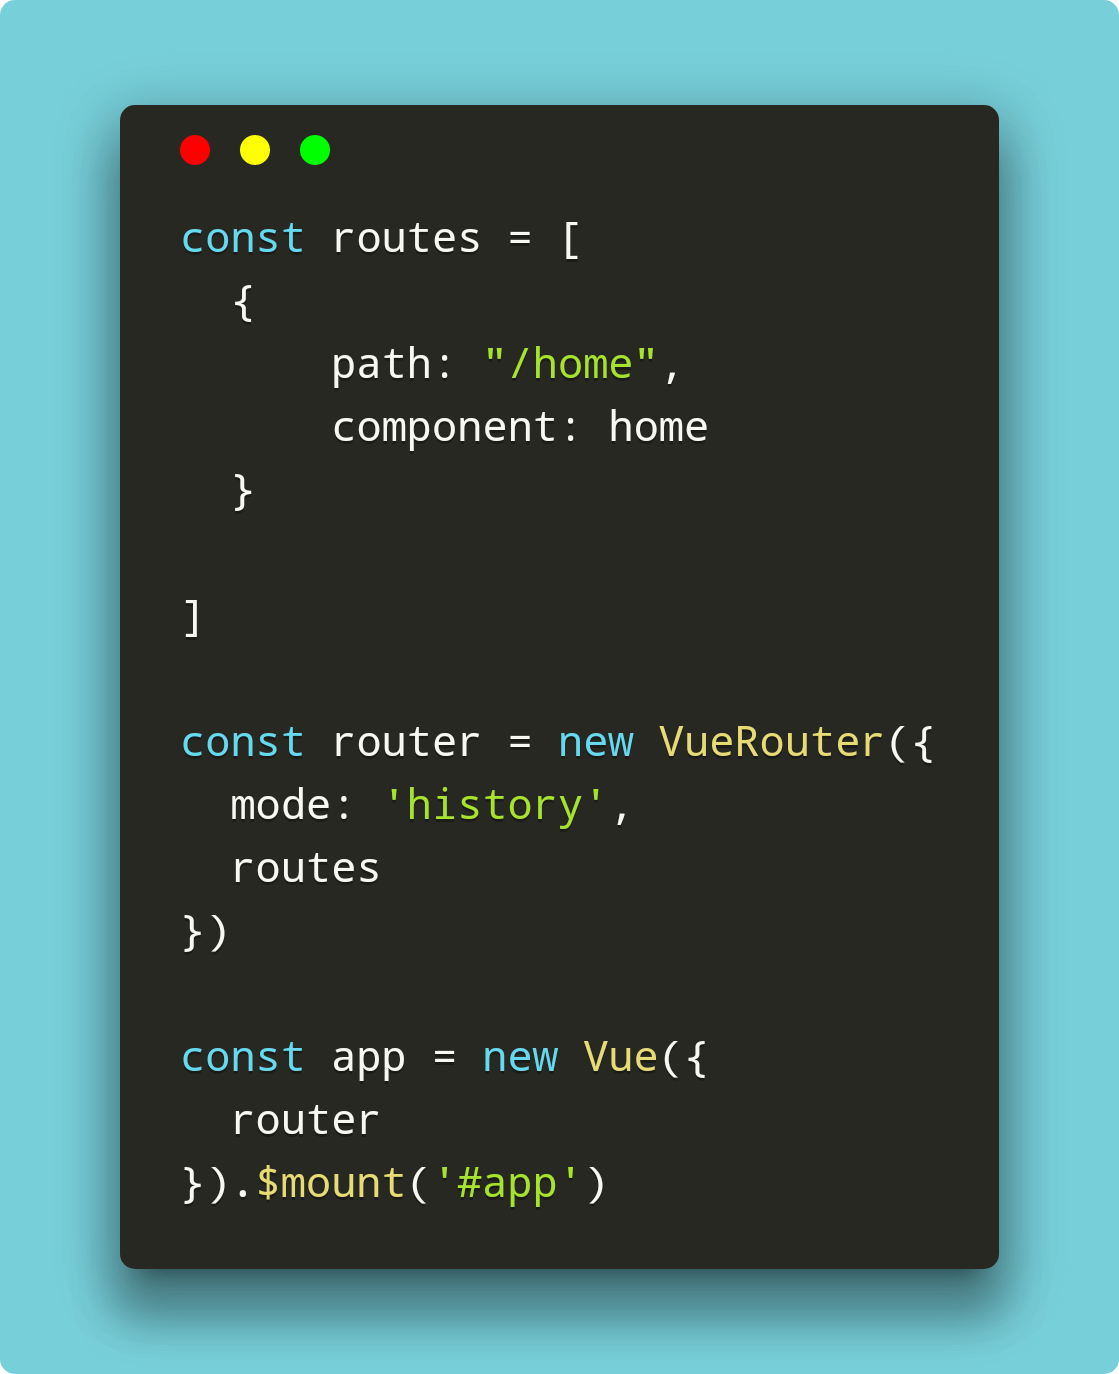 const routes = [
  {
      path: "/home",
      component: home
  }

]

const router = new VueRouter({
  mode: 'history',
  routes
})

const app = new Vue({
  router
}).$mount('#app')